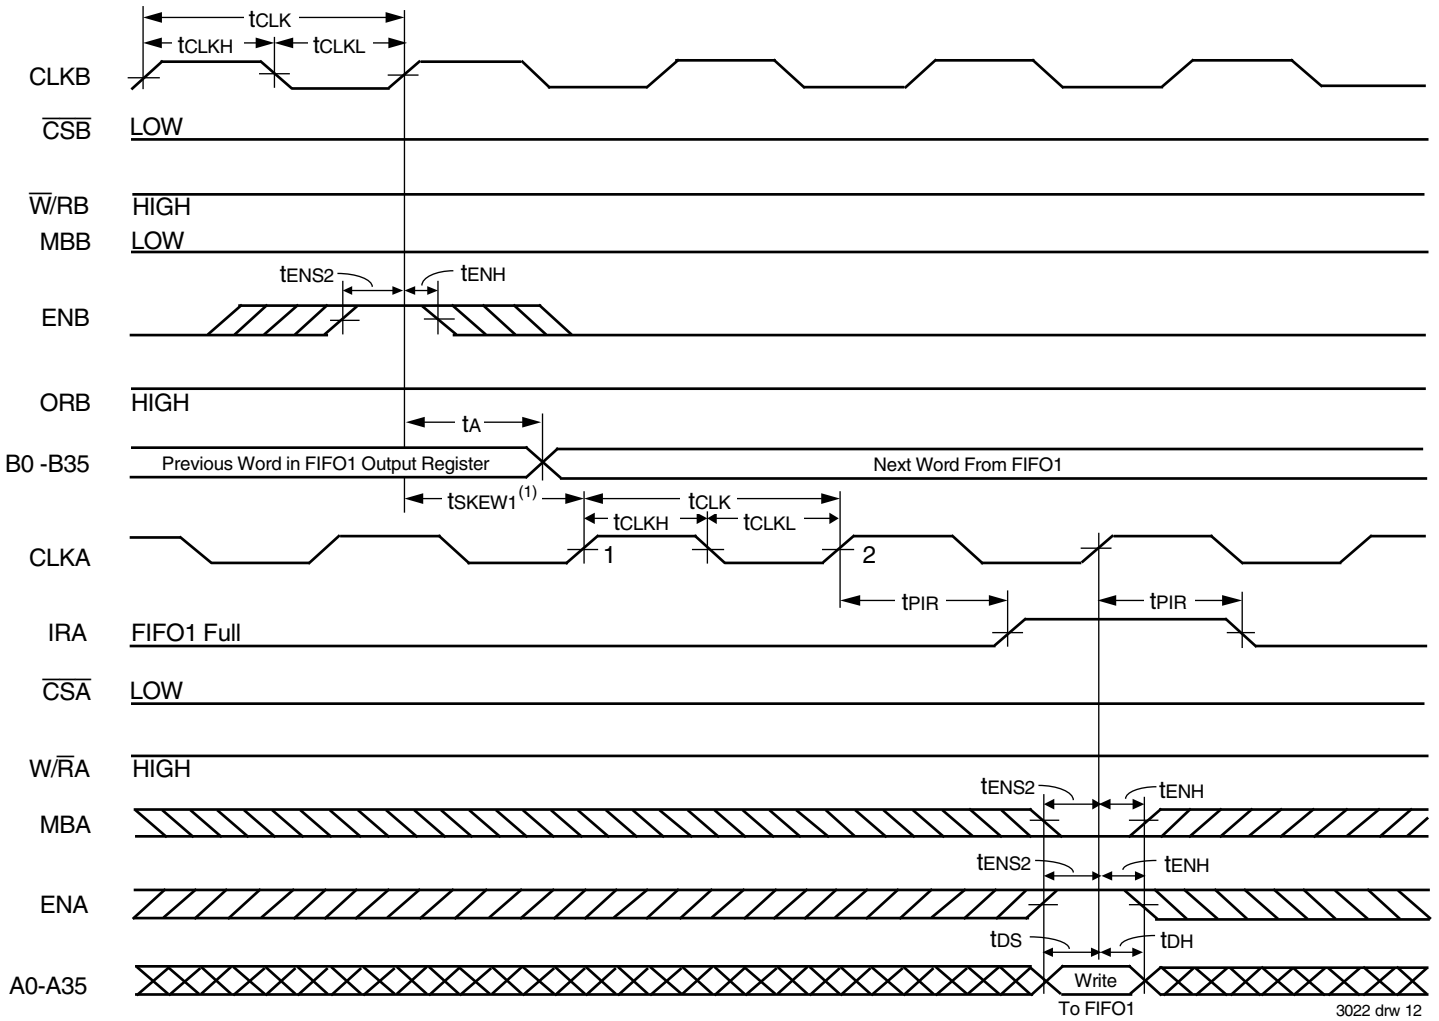 tCLK
tCLKH tCLKL
CLKB
CSB LOW
W/RB HIGH
MBB LOW
tENS2 tENH
ENB
ORB HIGH
tA
B0 -B35 Previous Word in FIFO1 Output Register Next Word From FIFO1
tSKEW1(1) tCLK
tCLKH tCLKL
CLKA 1 2
tPIR tPIR
IRA FIFO1 Full
CSA LOW
W/RA HIGH
tENS2 tENH
MBA
tENS2 tENH
ENA
tDS tDH
A0-A35 Write
To FIFO1
3022 drw 12